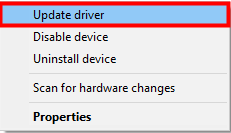 Update driver
Disable device
Uninstall device
Scan for hardware changes
Properties